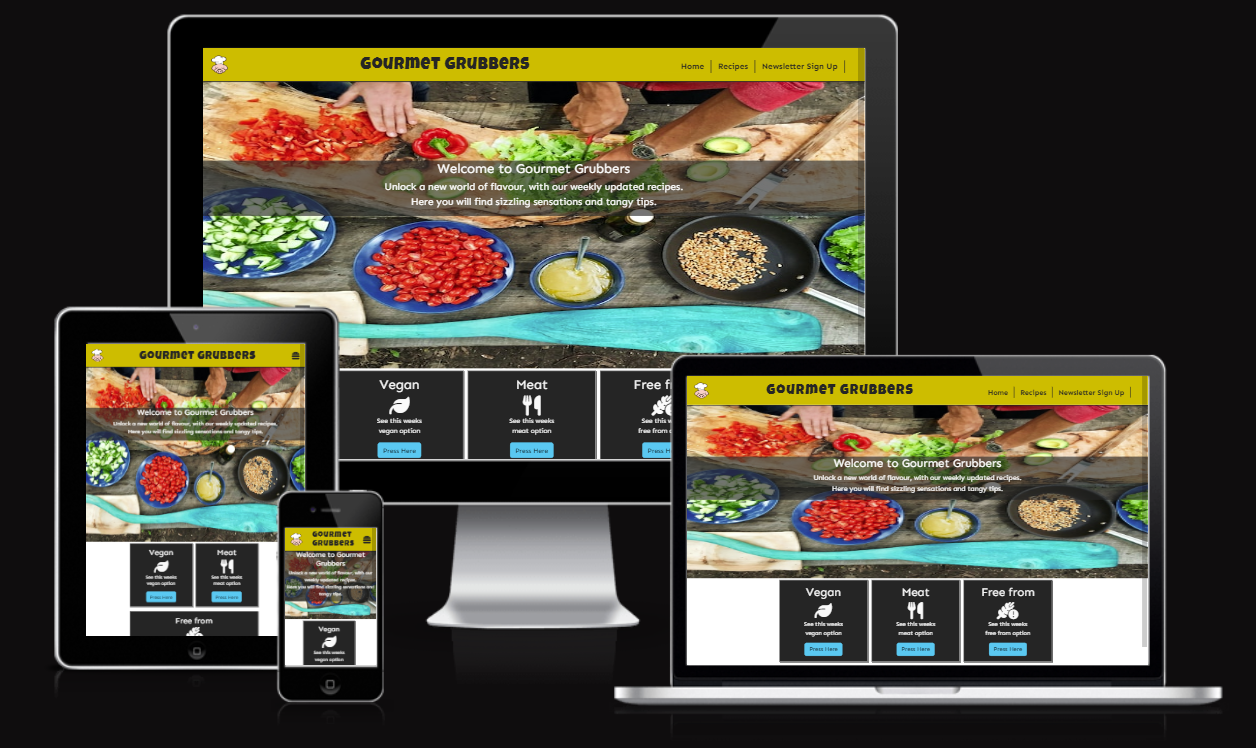 Gourmet Grubbers
Home
Recipes
Newsletter Sign Up
Welcome to Gourmet Grubbers
Unlock a new world of flavour, with our weekly updated recipes.
Here you will find sizzling sensations and tangy tips.
Vegan
See this weeks
vegan option
Press Here
Meat
See this weeks
meat option
Press Here
Free f
See this w
free from o
Press H
Gourmet Grubbers
Welcome to Gourmet Grubbers
Unlock a new world of flavour, with our weekly updated recipes.
Here you will find sizzling sensations and tangy tips.
Vegan
See this weeks
vegan option
Press Here
Meat
See this weeks
meat option
Press Here
Free from
Gourmet
Grubbers
Welcome to Gourmet
Grubbers
Unlock a new world of flavour, with our
weekly updated recipes.
Here you will find sizzling sensations and
tangy tips.
Vegan
See this weeks
vegan option
Gourmet Grubbers
Home
Recipes
Newsletter Sign Up
Welcome to Gourmet Grubbers
Unlock a new world of flavour, with our weekly updated recipes.
Here you will find sizzling sensations and tangy tips.
Vegan
See this weeks
vegan option
Press Here
Meat
See this weeks
meat option
Press Here
Free from
See this weeks
free from option
Press Here